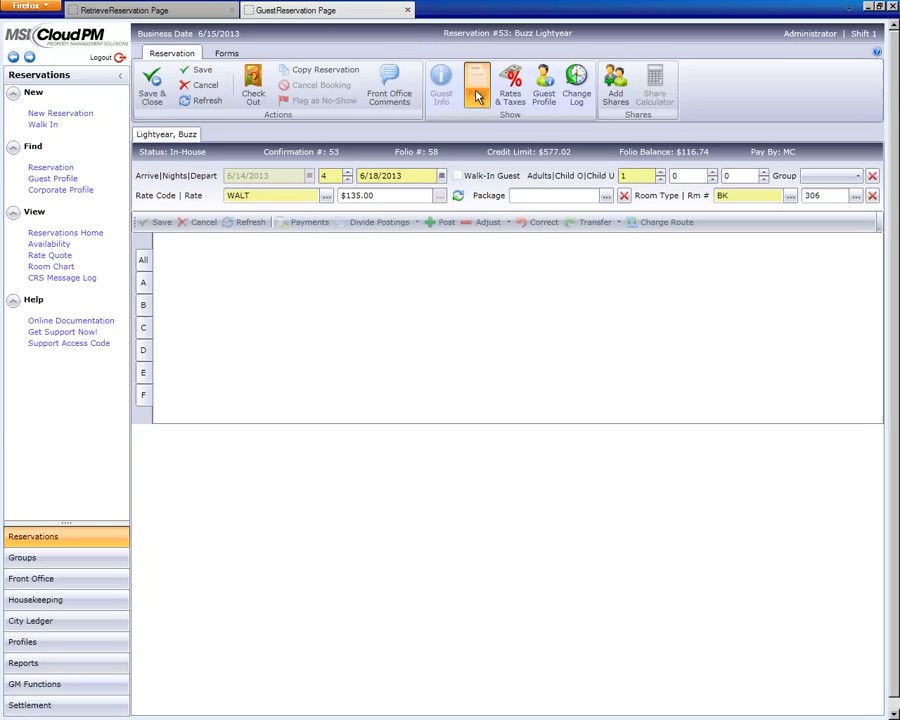 Firefox
RetrieveReservation Page
GuestReservation Page
MSI CloudPM
PROPERTY MANAGEMENT SOLUTIONS
Business Date 6/15/2013
Reservation #53: Buzz Lightyear
Administrator | Shift 1
Logout
Reservation
Forms
Reservations
New
New Reservation
Walk In
Find
Reservation
Guest Profile
Corporate Profile
View
Reservations Home
Availability
Rate Quote
Room Chart
CRS Message Log
Help
Online Documentation
Get Support Now!
Support Access Code
Save & Close
Save
Cancel
Refresh
Check Out
Copy Reservation
Cancel Booking
Flag as No-Show
Front Office Comments
Actions
Guest Info
Rates & Taxes
Guest Profile
Change Log
Show
Add Shares
Share Calculator
Shares
Lightyear, Buzz
Status: In-House
Confirmation #: 53
Folio #: 58
Credit Limit: $577.02
Folio Balance: $116.74
Pay By: MC
Arrive|Nights|Depart
6/14/2013
4
6/18/2013
Walk-In Guest
Adults|Child O|Child U
1
0
0
Group
Rate Code | Rate
WALT
$135.00
Package
Room Type | Rm #
BK
306
Save
Cancel
Refresh
Payments
Divide Postings
Post
Adjust
Correct
Transfer
Charge Route
All
A
B
C
D
E
F
Reservations
Groups
Front Office
Housekeeping
City Ledger
Profiles
Reports
GM Functions
Settlement